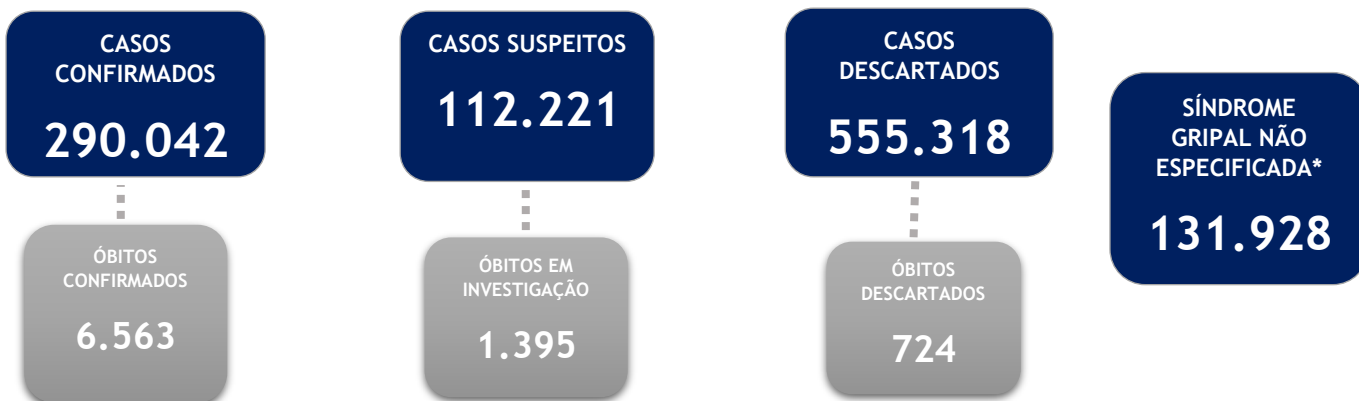 CASOS
CONFIRMADOS
290.042
CASOS SUSPEITOS
112.221
CASOS
DESCARTADOS
555.318
SÍNDROME
GRIPAL NÃO
ESPECIFICADA*
131.928
ÓBITOS
CONFIRMADOS
6.563
ÓBITOS EM
INVESTIGAÇÃO
1.395
ÓBITOS
DESCARTADOS
724